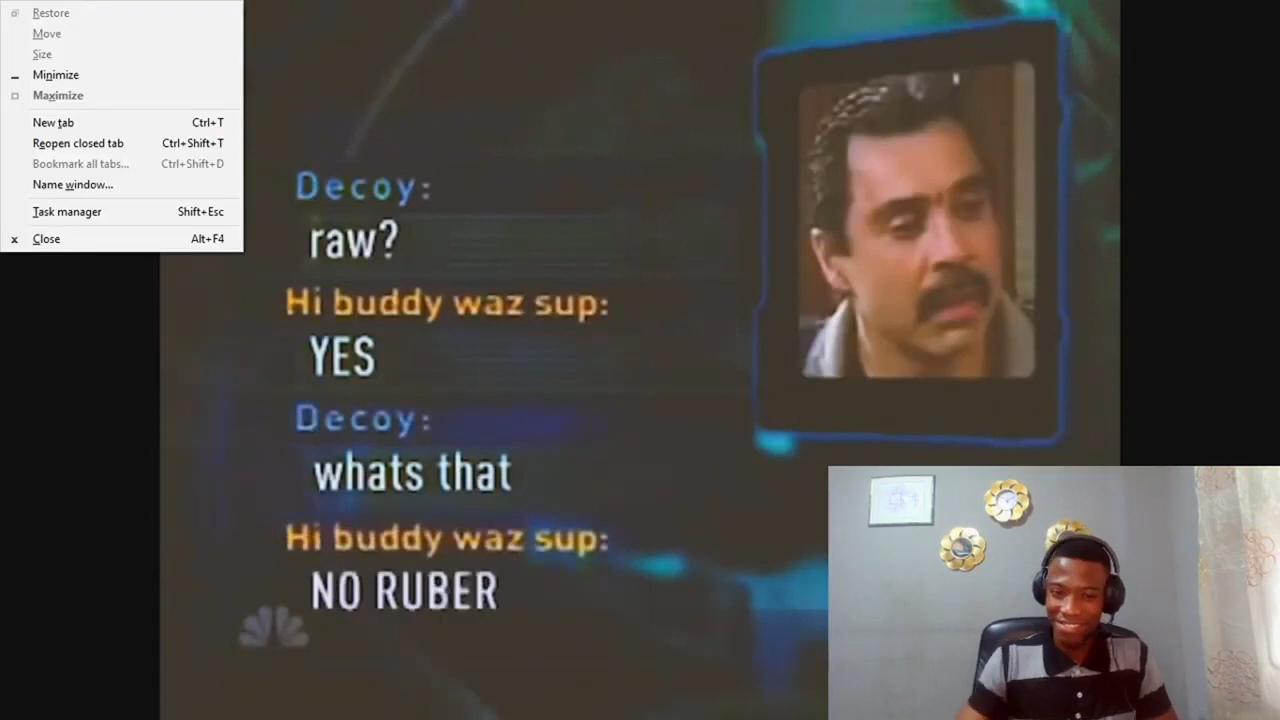 Restore
Move
Size
Minimize
Maximize
New tab Ctrl+T
Reopen closed tab Ctrl+Shift+T
Bookmark all tabs... Ctrl+Shift+D
Name window...
Task manager Shift+Esc
Close Alt+F4
Decoy:
raw?
Hi buddy waz sup:
YES
Decoy:
whats that
Hi buddy waz sup:
NO RUBER